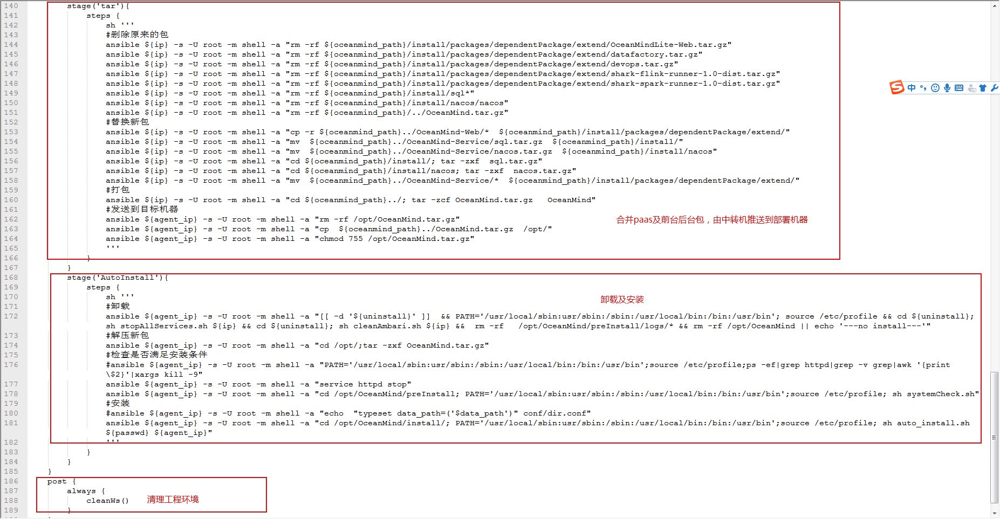 140 stage('tar'){
141 steps {
142 sh '''
143 #删除原来的包
144 ansible ${ip} -s -U root -m shell -a "rm -rf ${oceanmind_path}/install/packages/dependentPackage/extend/OceanMindLite-Web.tar.gz"
145 ansible ${ip} -s -U root -m shell -a "rm -rf ${oceanmind_path}/install/packages/dependentPackage/extend/datafactory.tar.gz"
146 ansible ${ip} -s -U root -m shell -a "rm -rf ${oceanmind_path}/install/packages/dependentPackage/extend/devops.tar.gz"
147 ansible ${ip} -s -U root -m shell -a "rm -rf ${oceanmind_path}/install/packages/dependentPackage/extend/shark-flink-runner-1.0-dist.tar.gz"
148 ansible ${ip} -s -U root -m shell -a "rm -rf ${oceanmind_path}/install/packages/dependentPackage/extend/shark-spark-runner-1.0-dist.tar.gz"
149 ansible ${ip} -s -U root -m shell -a "rm -rf ${oceanmind_path}/install/sql*"
150 ansible ${ip} -s -U root -m shell -a "rm -rf ${oceanmind_path}/install/nacos/nacos"
151 ansible ${ip} -s -U root -m shell -a "rm -rf ${oceanmind_path}/../OceanMind.tar.gz"
152 #替换新包
153 ansible ${ip} -s -U root -m shell -a "cp -r ${oceanmind_path}../OceanMind-Web/*  ${oceanmind_path}/install/packages/dependentPackage/extend/"
154 ansible ${ip} -s -U root -m shell -a "mv  ${oceanmind_path}../OceanMind-Service/sql.tar.gz  ${oceanmind_path}/install/"
155 ansible ${ip} -s -U root -m shell -a "mv  ${oceanmind_path}../OceanMind-Service/nacos.tar.gz  ${oceanmind_path}/install/nacos"
156 ansible ${ip} -s -U root -m shell -a "cd ${oceanmind_path}/install/; tar -zxf  sql.tar.gz"
157 ansible ${ip} -s -U root -m shell -a "cd ${oceanmind_path}/install/nacos; tar -zxf  nacos.tar.gz"
158 ansible ${ip} -s -U root -m shell -a "mv  ${oceanmind_path}../OceanMind-Service/*  ${oceanmind_path}/install/packages/dependentPackage/extend/"
159 #打包
160 ansible ${ip} -s -U root -m shell -a "cd ${oceanmind_path}../; tar -zcf OceanMind.tar.gz   OceanMind"
161 #发送到目标机器
162 ansible ${agent_ip} -s -U root -m shell -a "rm -rf /opt/OceanMind.tar.gz"
合并paas及前台后台包，由中转机推送到部署机器
163 ansible ${agent_ip} -s -U root -m shell -a "cp  ${oceanmind_path}../OceanMind.tar.gz  /opt/"
164 ansible ${agent_ip} -s -U root -m shell -a "chmod 755 /opt/OceanMind.tar.gz"
165 '''
166 }
167 }
168 stage('AutoInstall'){
169 steps {
170 sh '''
卸载及安装
171 #卸载
172 ansible ${agent_ip} -s -U root -m shell -a "[[ -d '${uninstall}' ]]  && PATH='/usr/local/sbin:usr/sbin:/sbin:/usr/local/bin:/bin:/usr/bin'; source /etc/profile && cd ${uninstall};
sh stopAllServices.sh ${ip} && cd ${uninstall}; sh cleanAmbari.sh ${ip} &&  rm -rf   /opt/OceanMind/preInstall/logs/* && rm -rf /opt/OceanMind || echo '---no install---'"
173 #解压新包
174 ansible ${agent_ip} -s -U root -m shell -a "cd /opt/;tar -zxf OceanMind.tar.gz"
175 #检查是否满足安装条件
176 #ansible ${agent_ip} -s -U root -m shell -a "PATH='/usr/local/sbin:usr/sbin:/sbin:/usr/local/bin:/bin:/usr/bin';source /etc/profile;ps -ef|grep httpd|grep -v grep|awk '{print
\$2}'|xargs kill -9"
177 ansible ${agent_ip} -s -U root -m shell -a "service httpd stop"
178 ansible ${agent_ip} -s -U root -m shell -a "cd /opt/OceanMind/preInstall; PATH='/usr/local/sbin:usr/sbin:/sbin:/usr/local/bin:/bin:/usr/bin';source /etc/profile; sh systemCheck.sh"
179 #安装
180 #ansible ${agent_ip} -s -U root -m shell -a "echo  "typeset data_path=('$data_path')" conf/dir.conf"
181 ansible ${agent_ip} -s -U root -m shell -a "cd /opt/OceanMind/install/; PATH='/usr/local/sbin:usr/sbin:/sbin:/usr/local/bin:/bin:/usr/bin';source /etc/profile; sh auto_install.sh
${passwd} ${agent_ip}"
182 '''
183 }
184 }
185 }
186 post {
187 always {
188 cleanWs() 清理工程环境
189 }
S 中